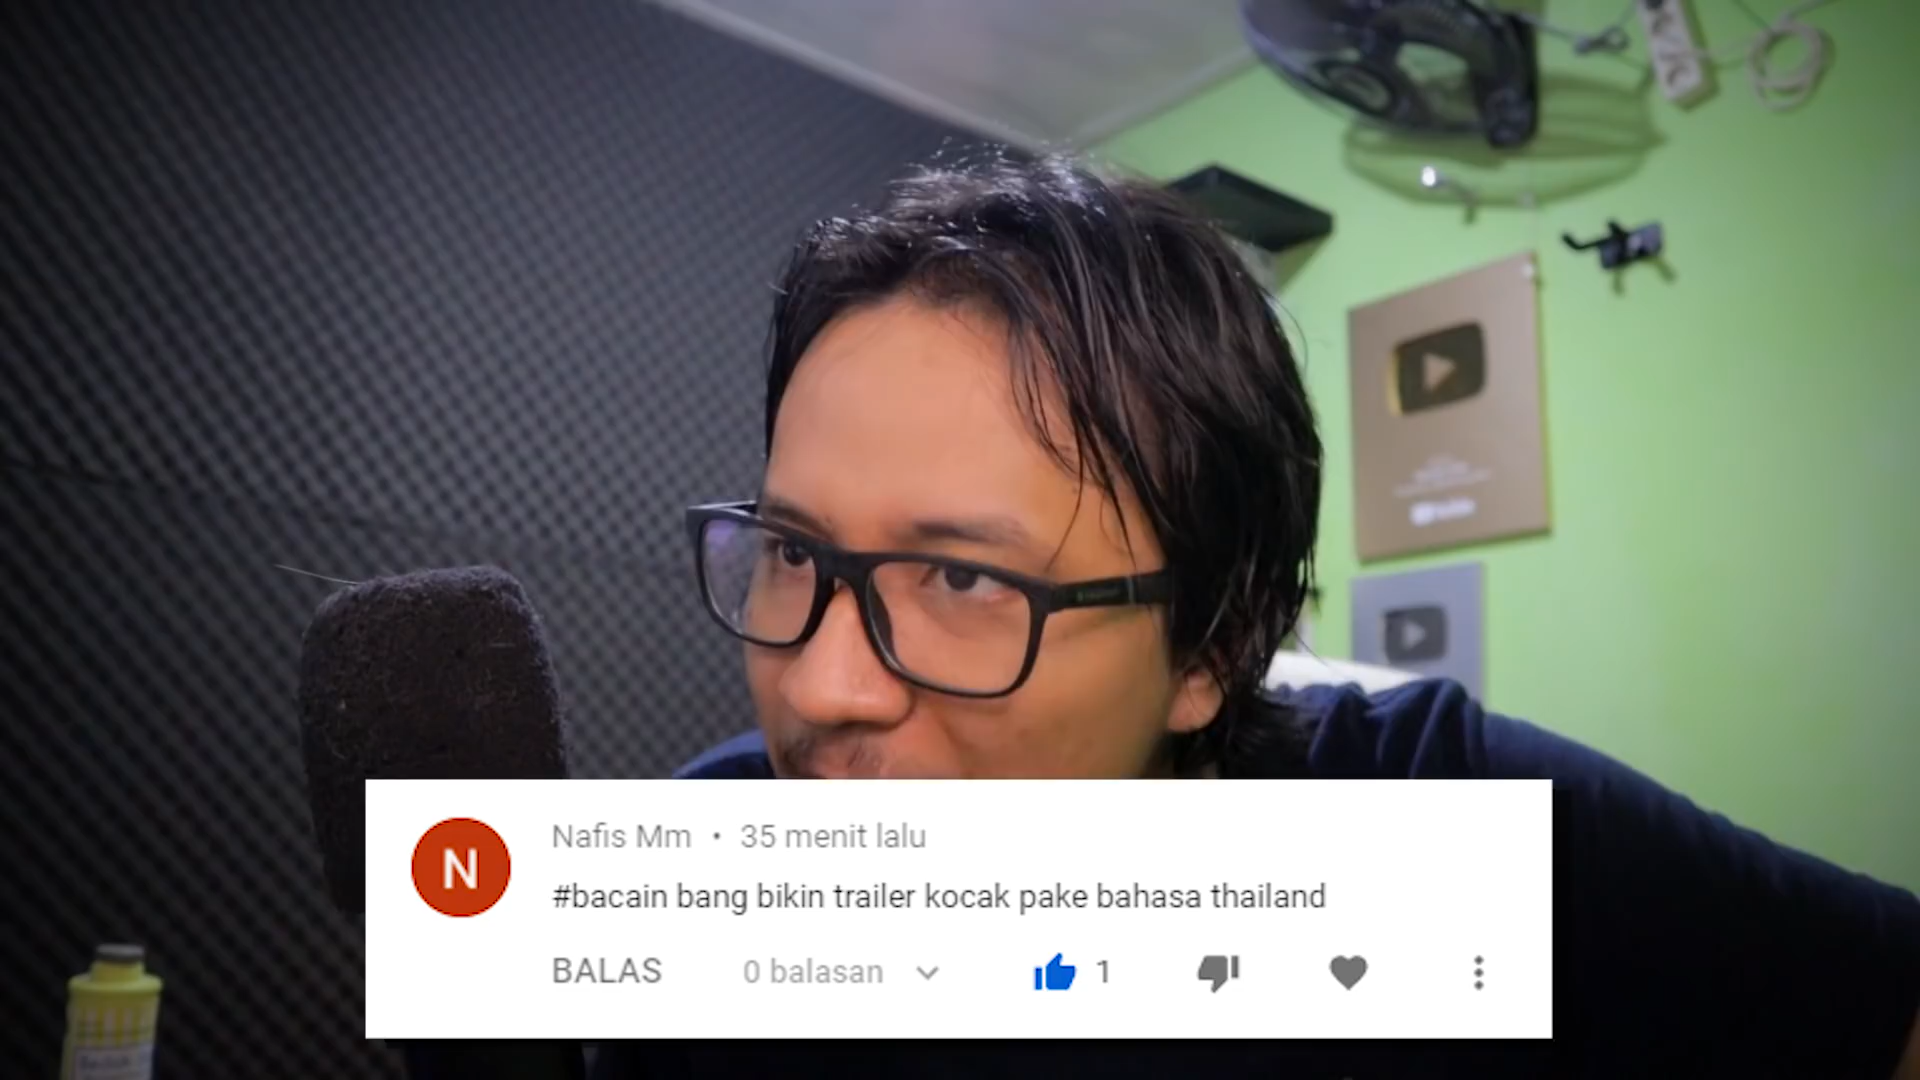 Nafis Mm • 35 menit lalu
#bacain bang bikin trailer kocak pake bahasa thailand
BALAS 0 balasan 1
N